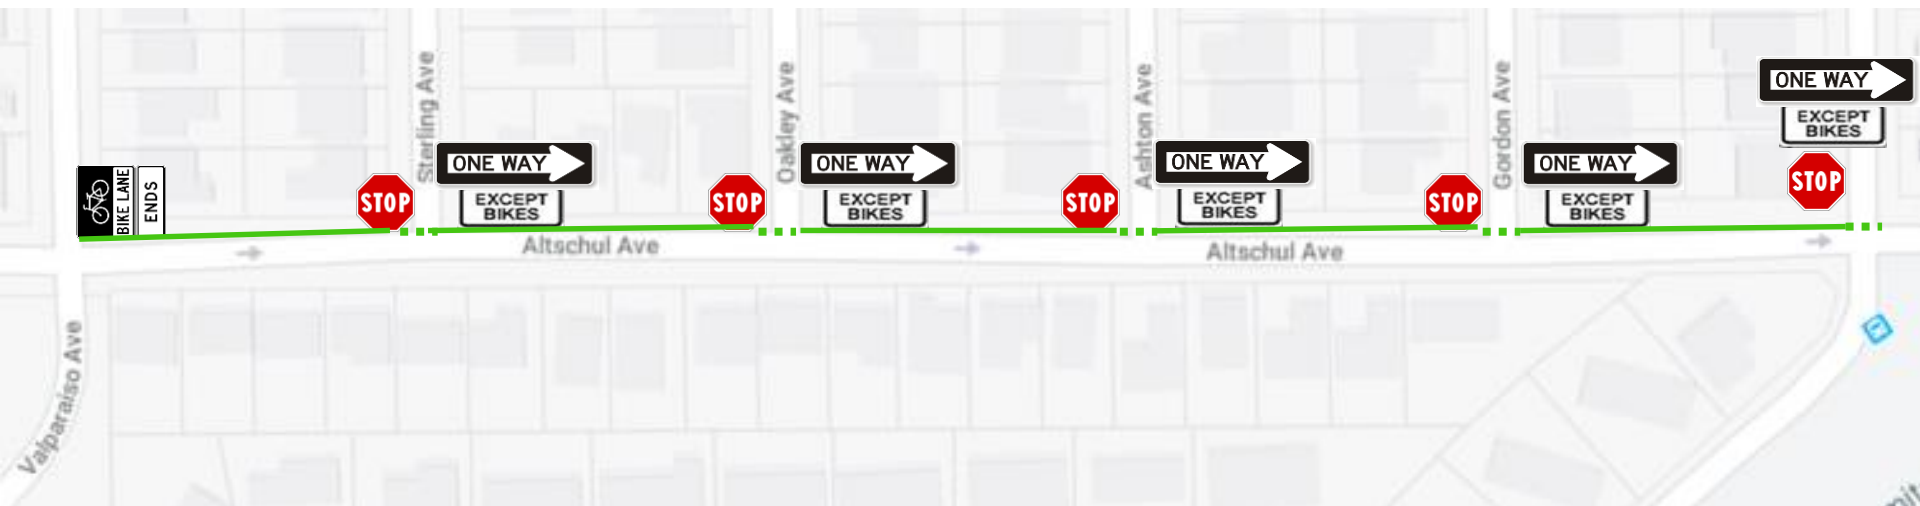 Sterling Ave
Oakley Ave
Ashton Ave
Gordon Ave
ONE WAY
EXCEPT
BIKES
STOP
BIKE LANE
ENDS
STOP
ONE WAY
EXCEPT
BIKES
STOP
ONE WAY
EXCEPT
BIKES
STOP
ONE WAY
EXCEPT
BIKES
STOP
ONE WAY
EXCEPT
BIKES
Altschul Ave
Altschul Ave
Valparaiso Ave